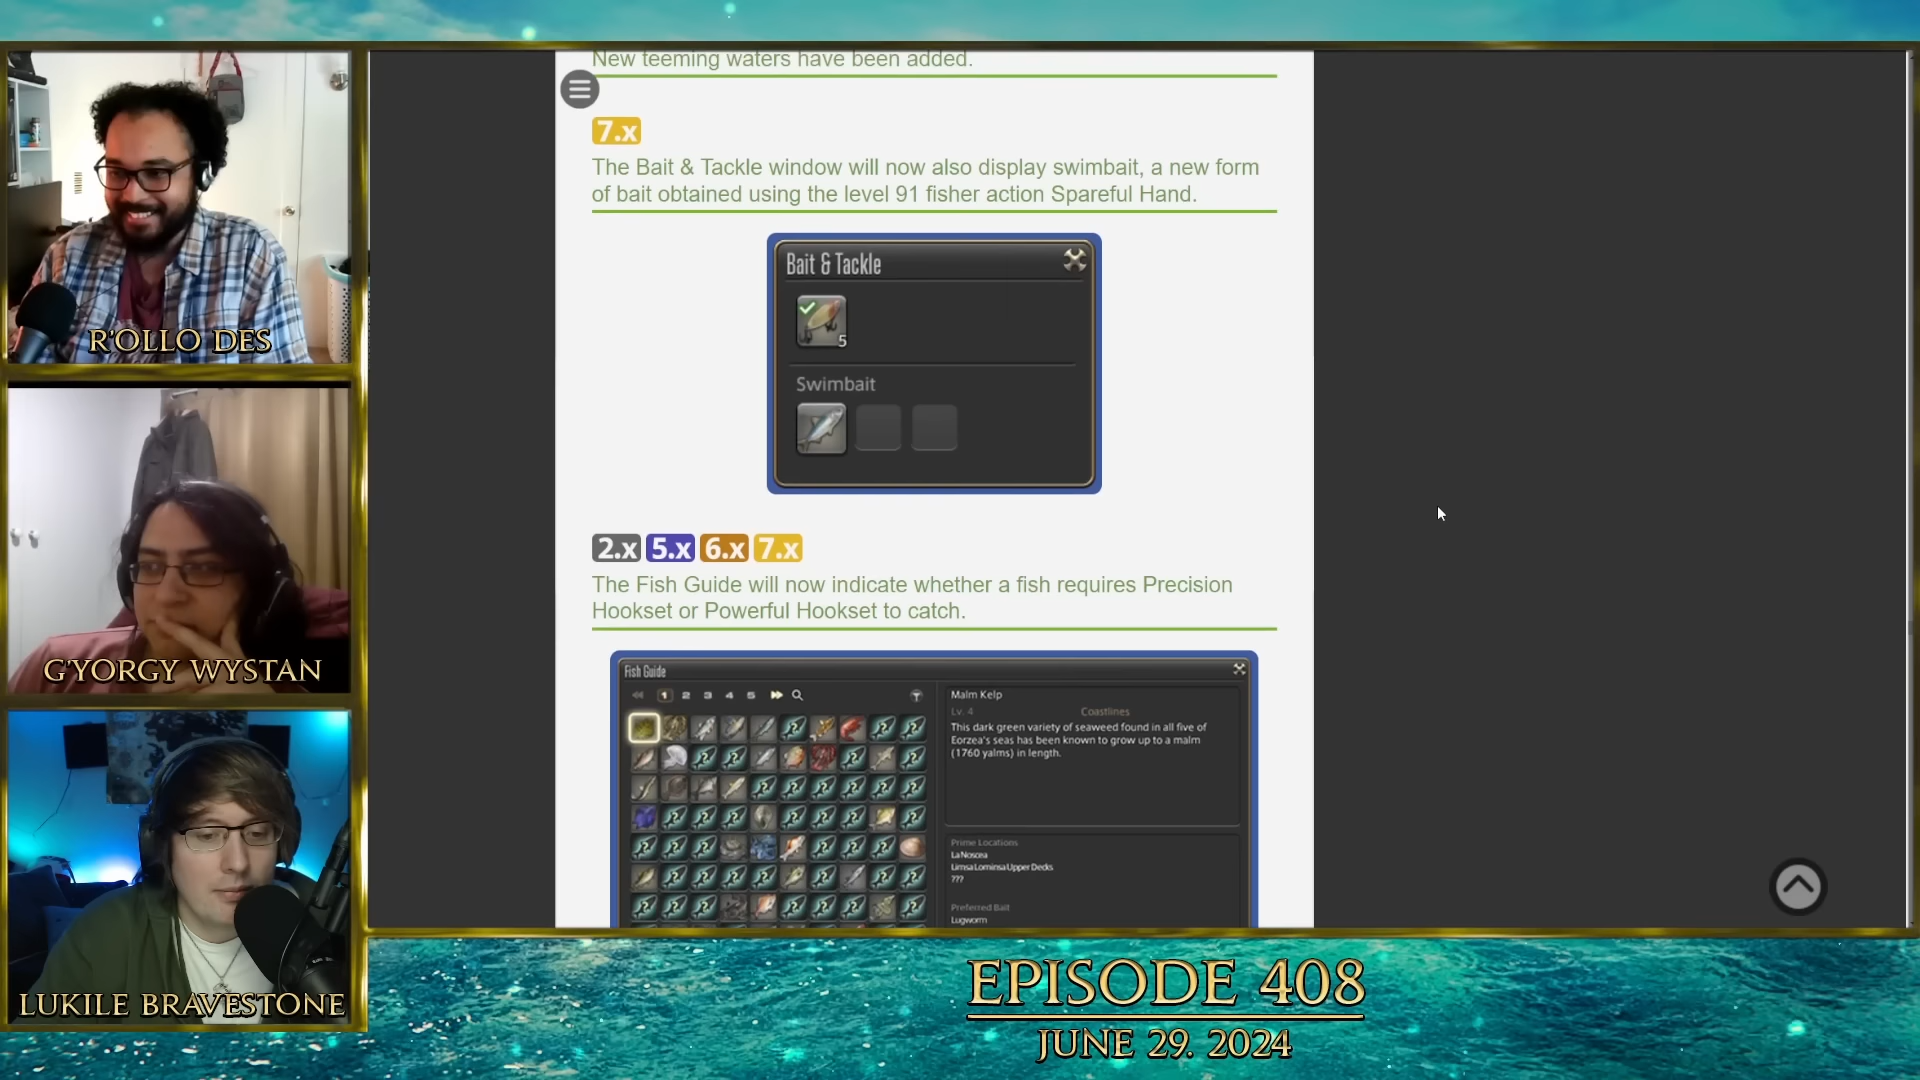 New teeming waters have been added.
7.x
The Bait & Tackle window will now also display swimbait, a new form
of bait obtained using the level 91 fisher action Spareful Hand.
Bait & Tackle
5
Swimbait
2.x 5.x 6.x 7.x
The Fish Guide will now indicate whether a fish requires Precision
Hookset or Powerful Hookset to catch.
Fish Guide
1 2 3 4 5
Malm Kelp
Lv. 4 Coastlines
This dark green variety of seaweed found in all five of
Eorzea's seas has been known to grow up to a malm
(1760 yalms) in length.
Prime Locations
La Noscea
Limsa Lominsa Upper Decks
???
Preferred Bait
Lugworm
R'OLLO DES
G'YORGY WYSTAN
LUKILE BRAVESTONE
EPISODE 408
JUNE 29. 2024